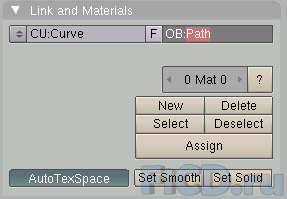 Link and Materials
CU:Curve F OB:Path
0 Mat 0 ?
New Delete
Select Deselect
Assign
AutoTexSpace Set Smooth Set Solid